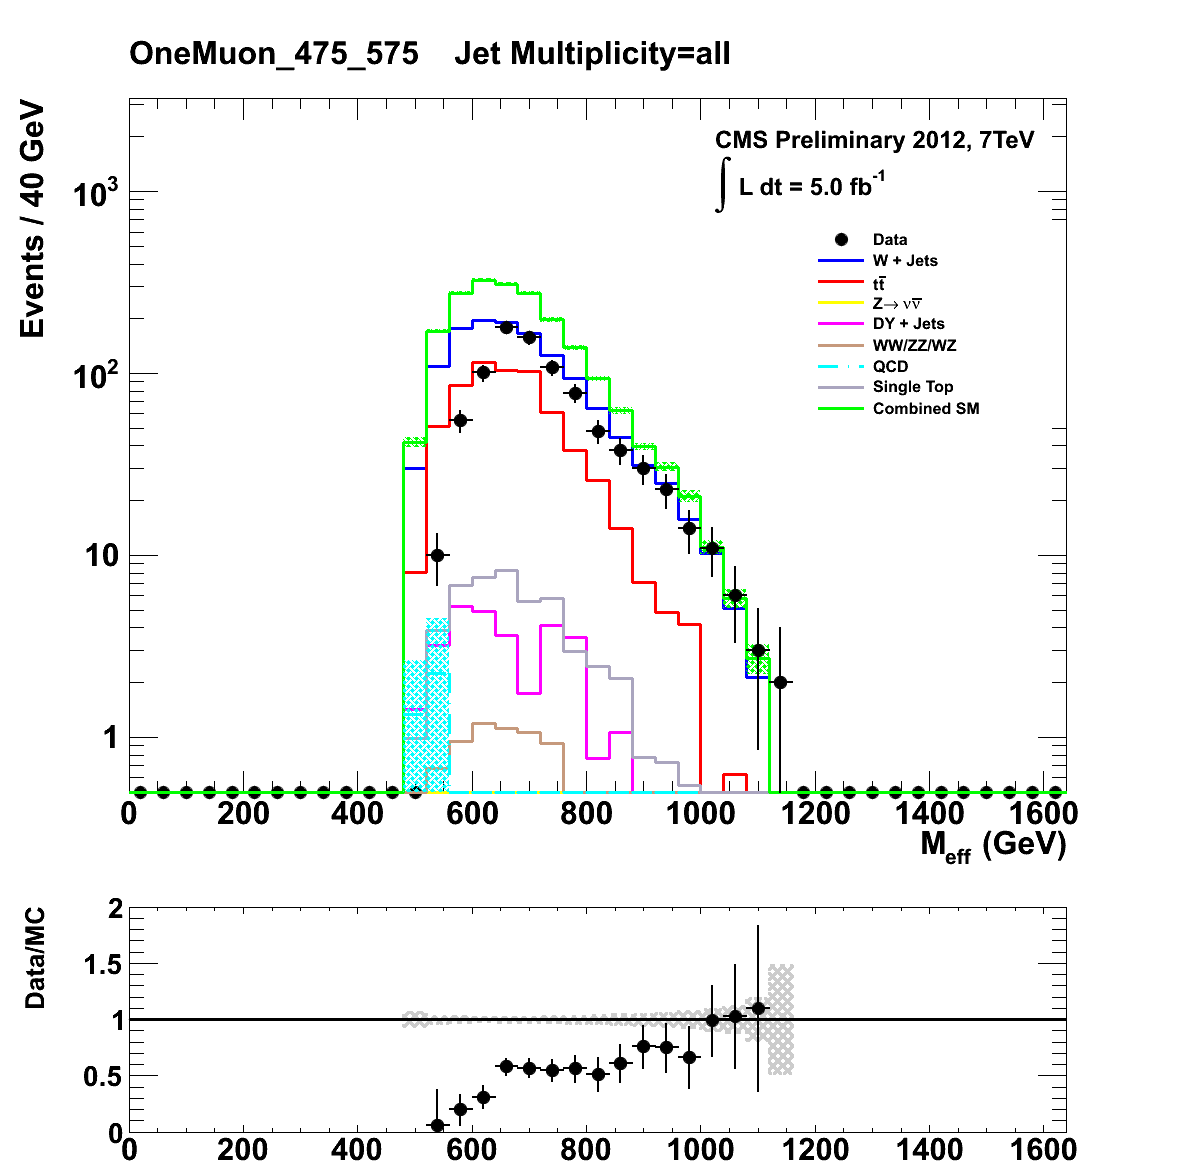 OneMuon_475_575    Jet Multiplicity=all
Events / 40 GeV
CMS Preliminary 2012, 7TeV
∫ L dt = 5.0 fb⁻¹
Data
W + Jets
tt̅
Z→ νν̅
DY + Jets
WW/ZZ/WZ
QCD
Single Top
Combined SM
10³
10²
10
1
0 200 400 600 800 1000 1200 1400 1600
M_eff (GeV)
Data/MC
2
1.5
1
0.5
0
0 200 400 600 800 1000 1200 1400 1600